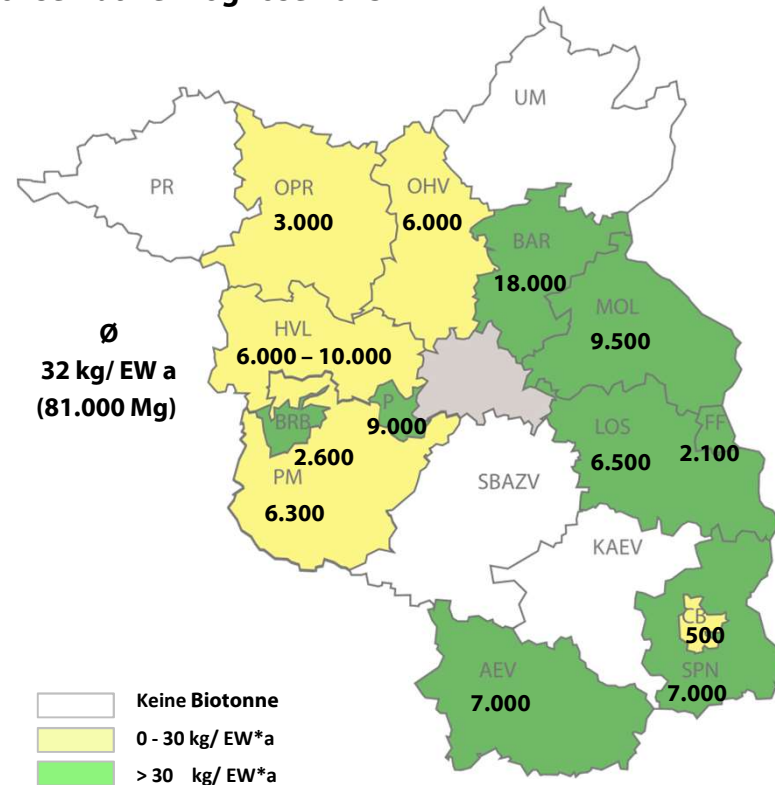 UM
PR
OPR
3.000
OHV
6.000
BAR
18.000
MOL
9.500
HVL
6.000 – 10.000
Ø
32 kg/ EW a
(81.000 Mg)
BRB
2.600
P
9.000
LOS
6.500
FF
2.100
PM
6.300
SBAZV
KAEV
CB
500
SPN
7.000
AEV
7.000
Keine Biotonne
0 - 30 kg/ EW*a
> 30 kg/ EW*a